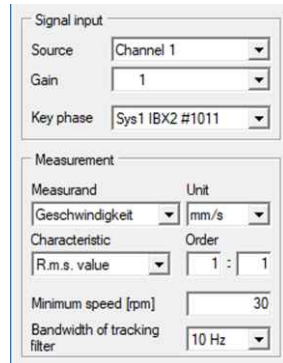 Signal input
Source Channel 1
Gain 1
Key phase Sys1 IBX2 #1011
Measurement
Measurand Unit
Geschwindigkeit mm/s
Characteristic Order
R.m.s. value 1 : 1
Minimum speed [rpm] 30
Bandwidth of tracking
filter 10 Hz